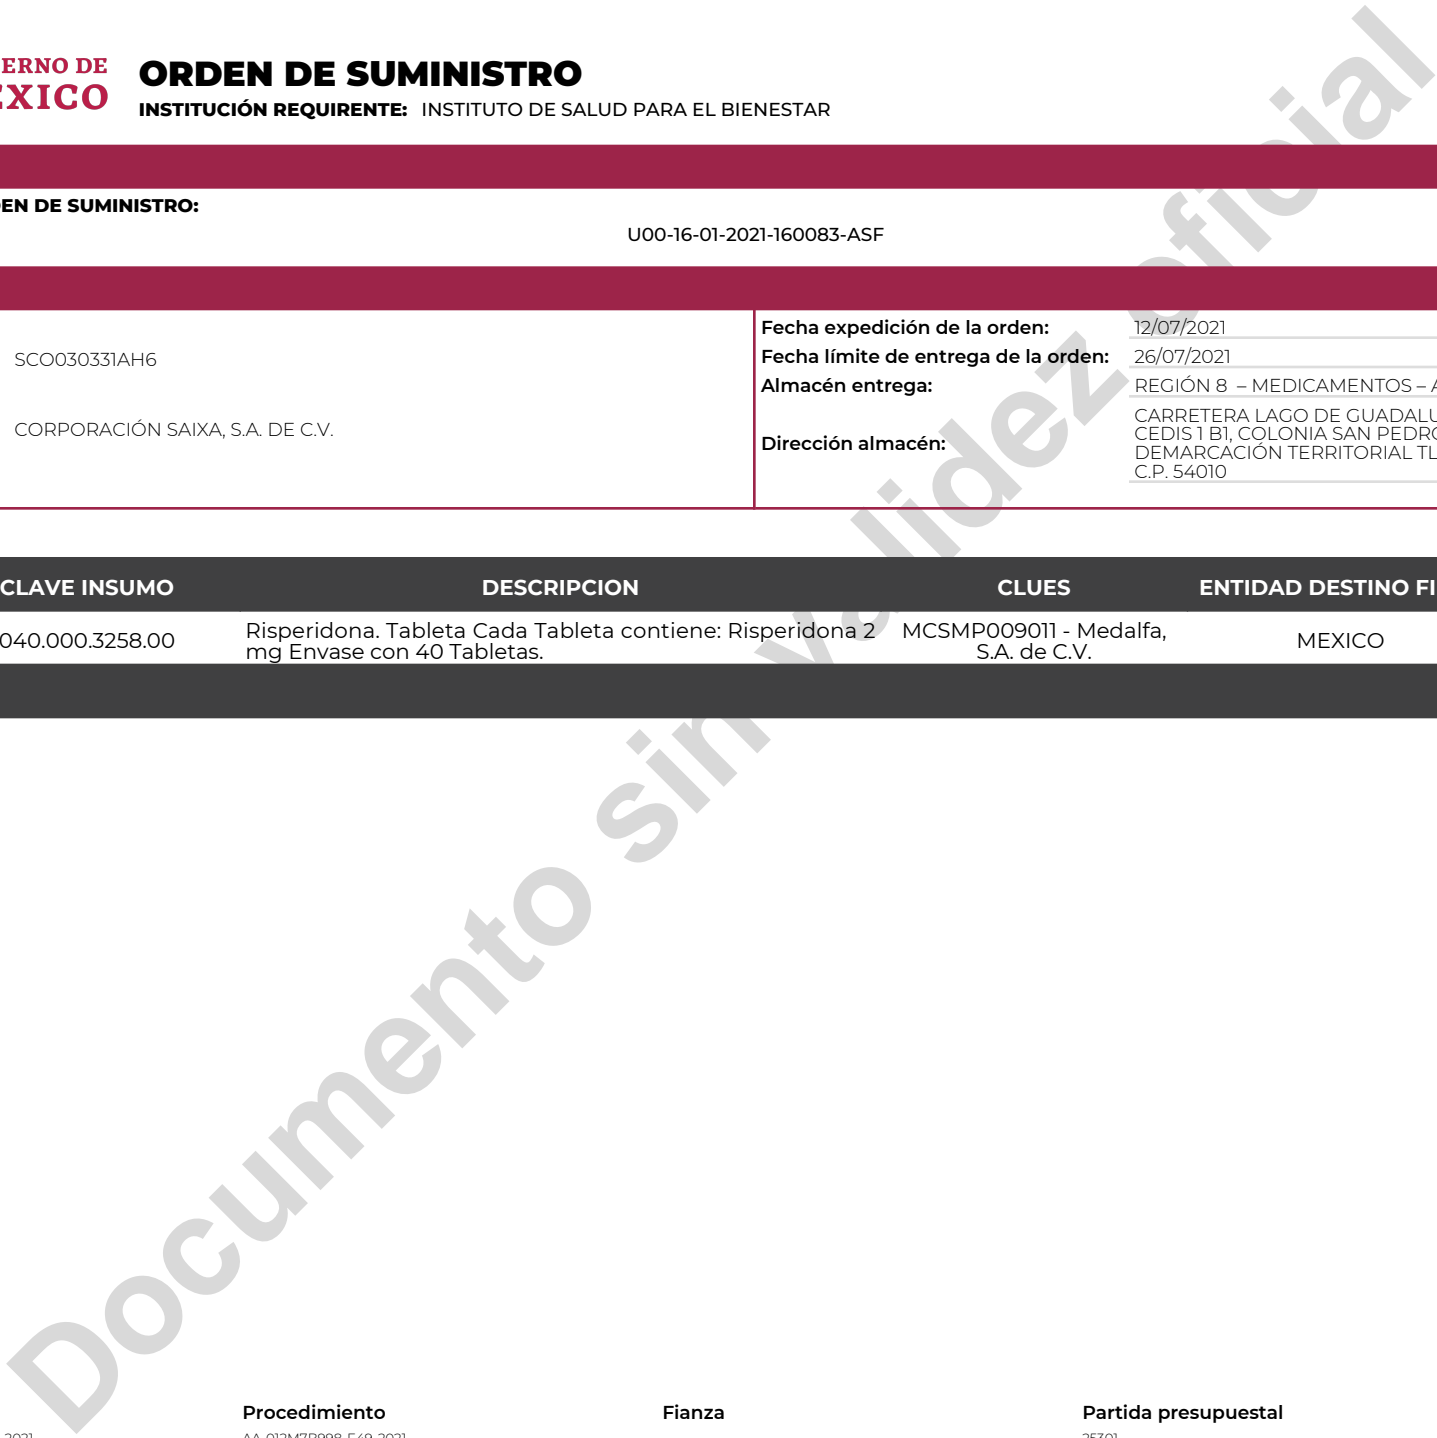 ERNO DE
EXICO
ORDEN DE SUMINISTRO
INSTITUCIÓN REQUIRENTE: INSTITUTO DE SALUD PARA EL BIENESTAR
EN DE SUMINISTRO:
U00-16-01-2021-160083-ASF
SCO030331AH6
CORPORACIÓN SAIXA, S.A. DE C.V.
Fecha expedición de la orden: 12/07/2021
Fecha límite de entrega de la orden: 26/07/2021
Almacén entrega: REGIÓN 8 – MEDICAMENTOS – A
Dirección almacén:
CARRETERA LAGO DE GUADALU
CEDIS 1 B1, COLONIA SAN PEDRO
DEMARCACIÓN TERRITORIAL TL
C.P. 54010
CLAVE INSUMO DESCRIPCION CLUES ENTIDAD DESTINO FI
040.000.3258.00
Risperidona. Tableta Cada Tableta contiene: Risperidona 2
mg Envase con 40 Tabletas.
MCSMP009011 - Medalfa,
S.A. de C.V.
MEXICO
Documento sin validez oficial
Procedimiento Fianza Partida presupuestal